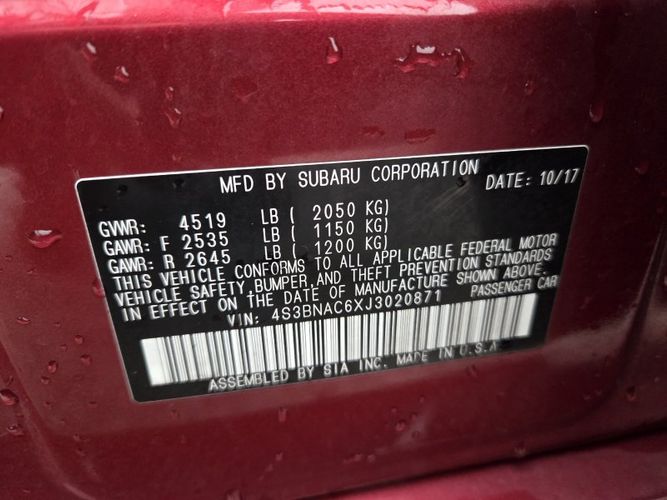 MFD BY SUBARU CORPORATION DATE: 10/17
GVWR: 4519 LB ( 2050 KG)
GAWR: F 2535 LB ( 1150 KG)
GAWR: R 2645 LB ( 1200 KG)
THIS VEHICLE CONFORMS TO ALL APPLICABLE FEDERAL MOTOR
VEHICLE SAFETY, BUMPER, AND THEFT PREVENTION STANDARDS
IN EFFECT ON THE DATE OF MANUFACTURE SHOWN ABOVE.
VIN: 4S3BNAC6XJ3020871 PASSENGER CAR
ASSEMBLED BY SIA INC. MADE IN U.S.A.